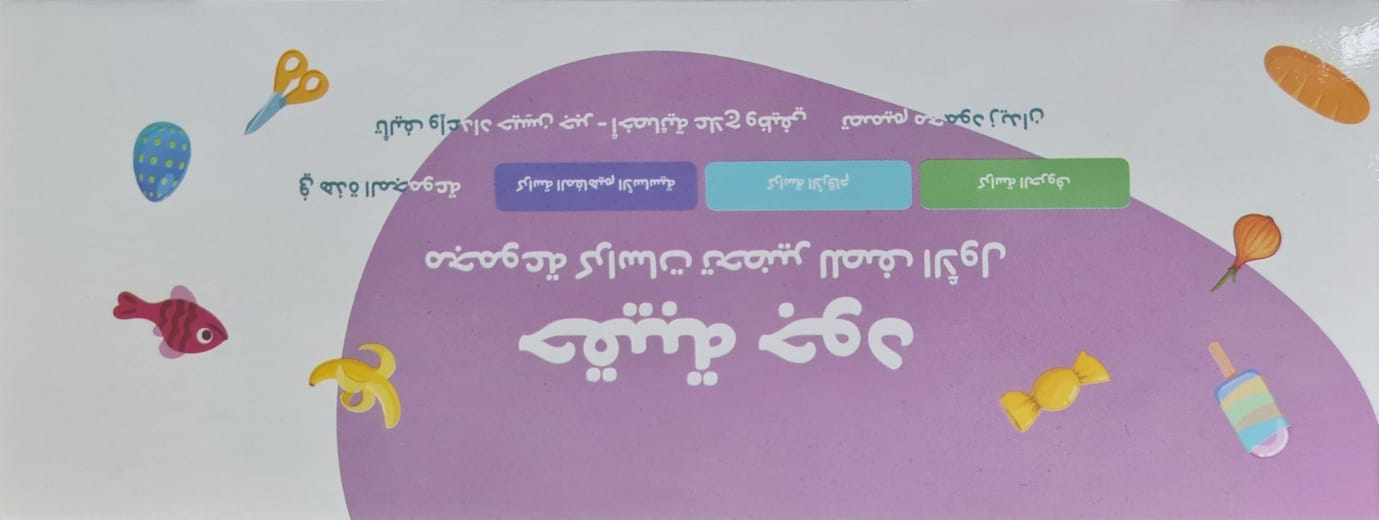 حقيبة جود
مجموعة كراسات تحضير للصف الأول
في هذة المجموعة
كراسة المفاهيم الأساسية
كراسة الأرقام
كراسة الحروف
تأليف وإعداد جيسن جبر - أخصائية علاج وظيفي
تصميم محمود زيدان